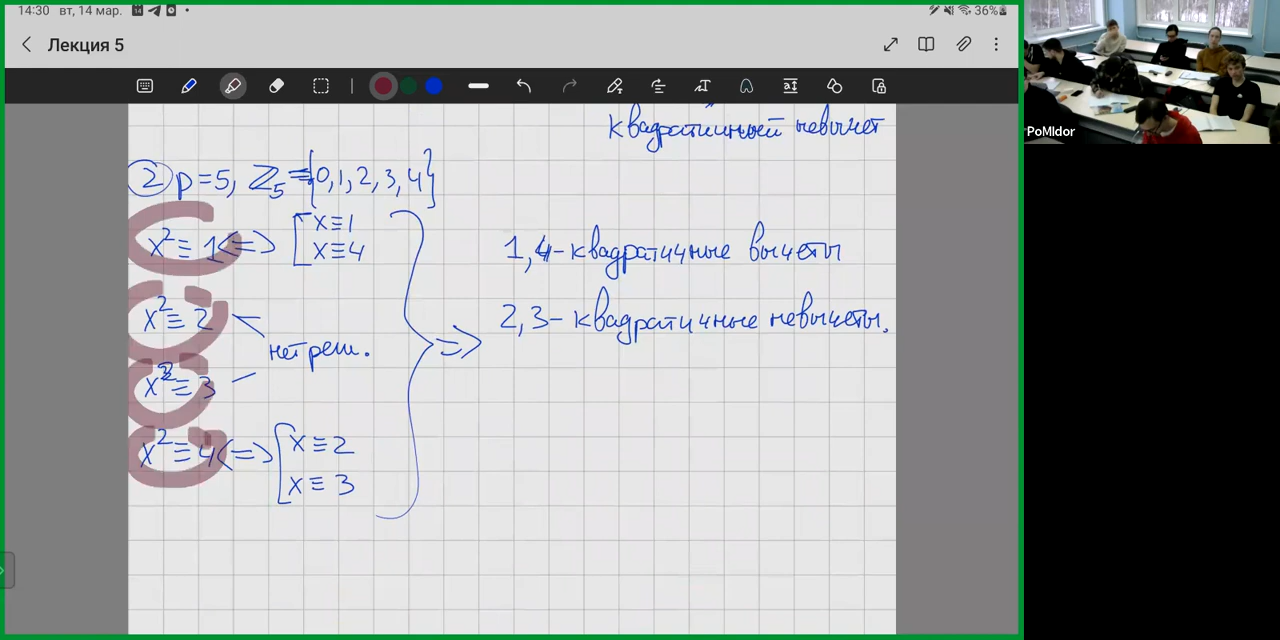 14:30 вт, 14 мар.
36%
Лекция 5
PoMIdor
квадратичный невычет
② p=5, ℤ₅={0,1,2,3,4}
x² ≡ 1 <=> [ x≡1
x≡4
1,4-квадратичные вычеты
x² ≡ 2
2,3- квадратичные невычеты.
нет реш.
x² ≡ 3
x² ≡ 4 <=> [ x ≡ 2
x ≡ 3
=>